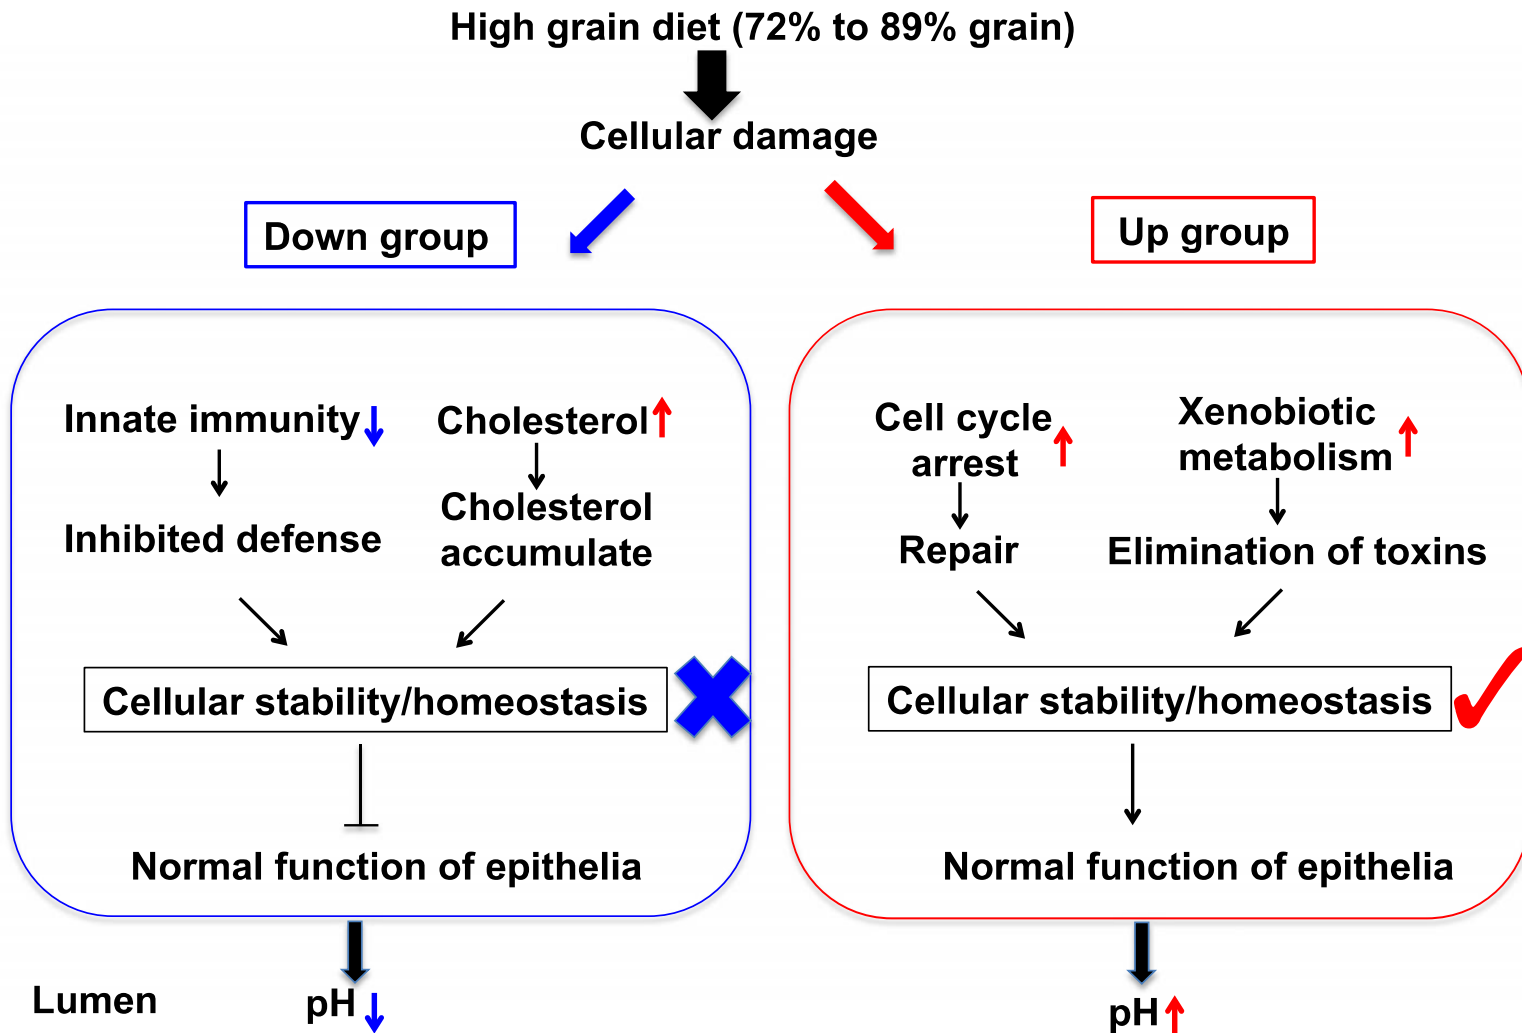 High grain diet (72% to 89% grain)
Cellular damage
Down group
Up group
Innate immunity
Cholesterol
Inhibited defense
Cholesterol
accumulate
Cellular stability/homeostasis
Normal function of epithelia
Cell cycle
arrest
Xenobiotic
metabolism
Repair
Elimination of toxins
Cellular stability/homeostasis
Normal function of epithelia
Lumen
pH
pH